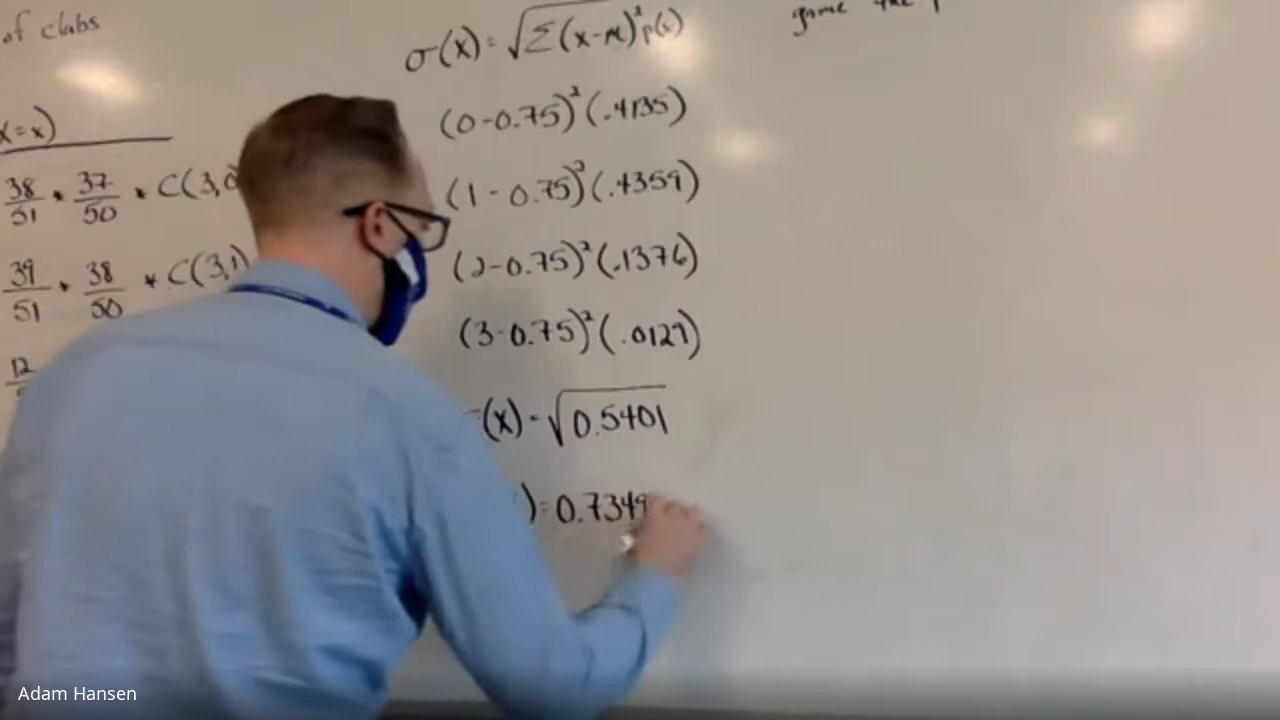 of clubs
(x=x)
38/51 * 37/50 * C(3,0
39/51 * 38/50 * C(3,1)
12
σ(x) = √Σ(x-μ)²p(x)
(0-0.75)²(.4135)
(1-0.75)²(.4359)
(2-0.75)²(.1376)
(3-0.75)²(.0129)
(x) = √0.5401
) = 0.7349
game the
Adam Hansen